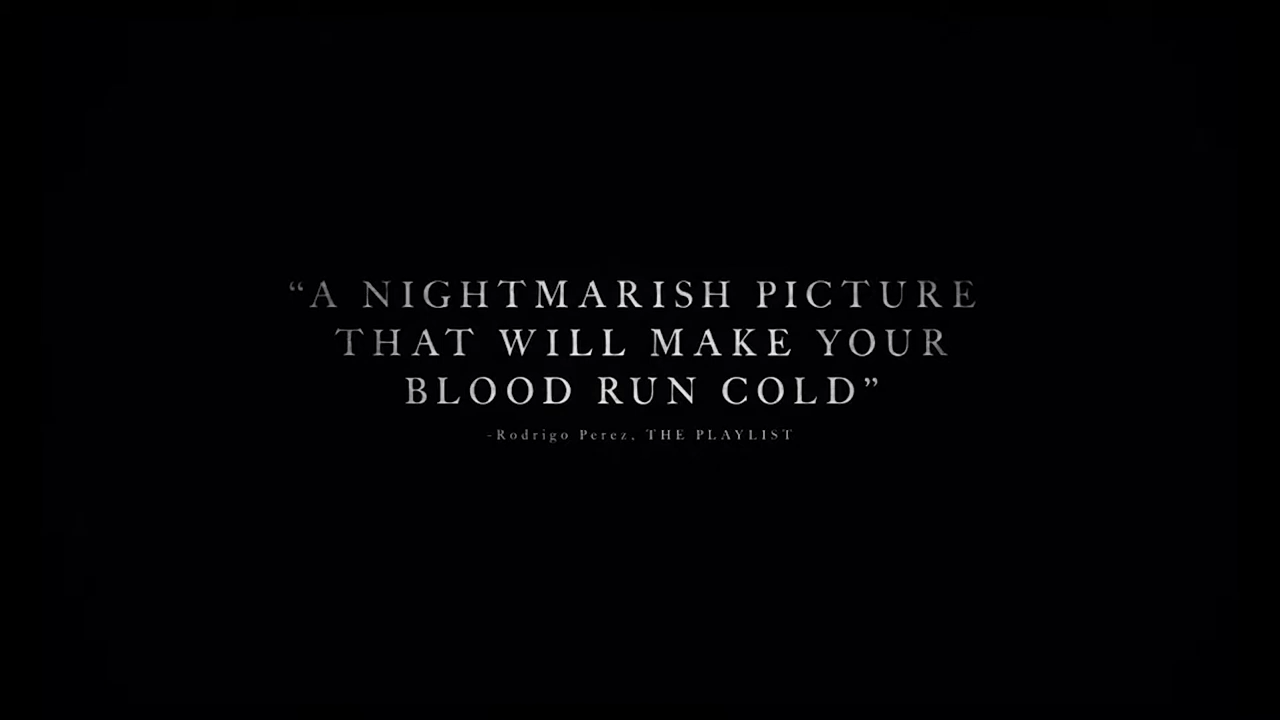 “A NIGHTMARISH PICTURE
THAT WILL MAKE YOUR
BLOOD RUN COLD”
-Rodrigo Perez, THE PLAYLIST